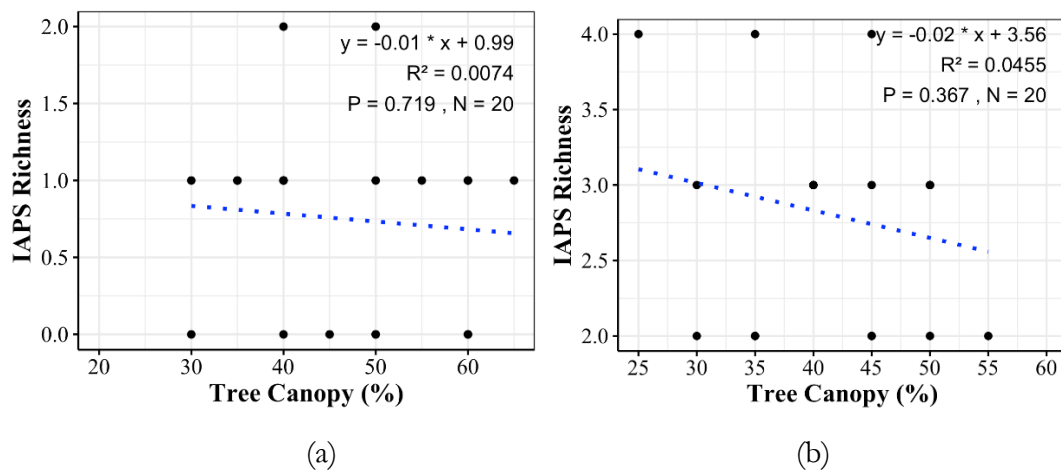 2.0
1.5
1.0
0.5
0.0
IAPS Richness
y = -0.01 * x + 0.99
R² = 0.0074
P = 0.719 , N = 20
20 30 40 50 60
Tree Canopy (%)
(a)
4.0
3.5
3.0
2.5
2.0
IAPS Richness
y = -0.02 * x + 3.56
R² = 0.0455
P = 0.367 , N = 20
25 30 35 40 45 50 55 60
Tree Canopy (%)
(b)